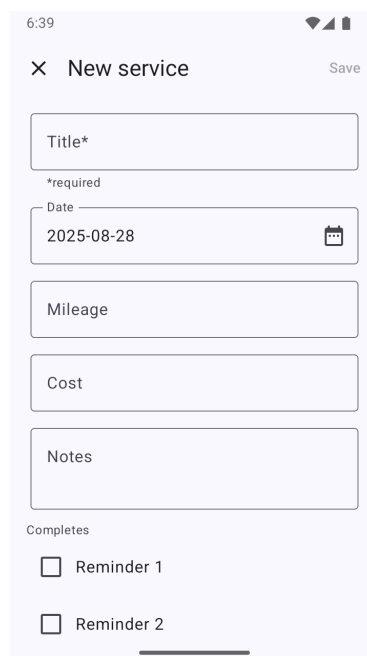 6:39
New service
Save
Title*
*required
Date
2025-08-28
Mileage
Cost
Notes
Completes
Reminder 1
Reminder 2